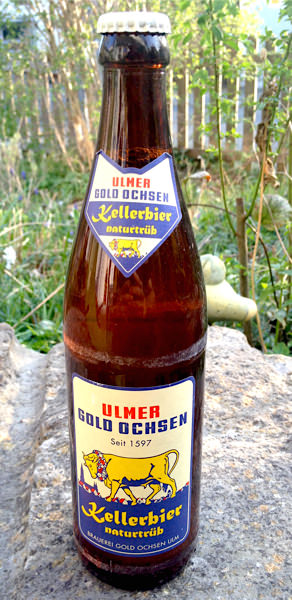 ULMER
GOLD OCHSEN
Kellerbier
naturtrüb
ULMER
GOLD OCHSEN
Seit 1597
Kellerbier
naturtrüb
BRAUEREI GOLD OCHSEN ULM